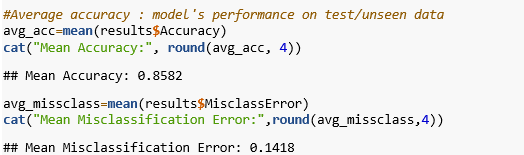 #Average accuracy : model's performance on test/unseen data
avg_acc=mean(results$Accuracy)
cat("Mean Accuracy:", round(avg_acc, 4))
## Mean Accuracy: 0.8582
avg_missclass=mean(results$MisclassError)
cat("Mean Misclassification Error:",round(avg_missclass,4))
## Mean Misclassification Error: 0.1418